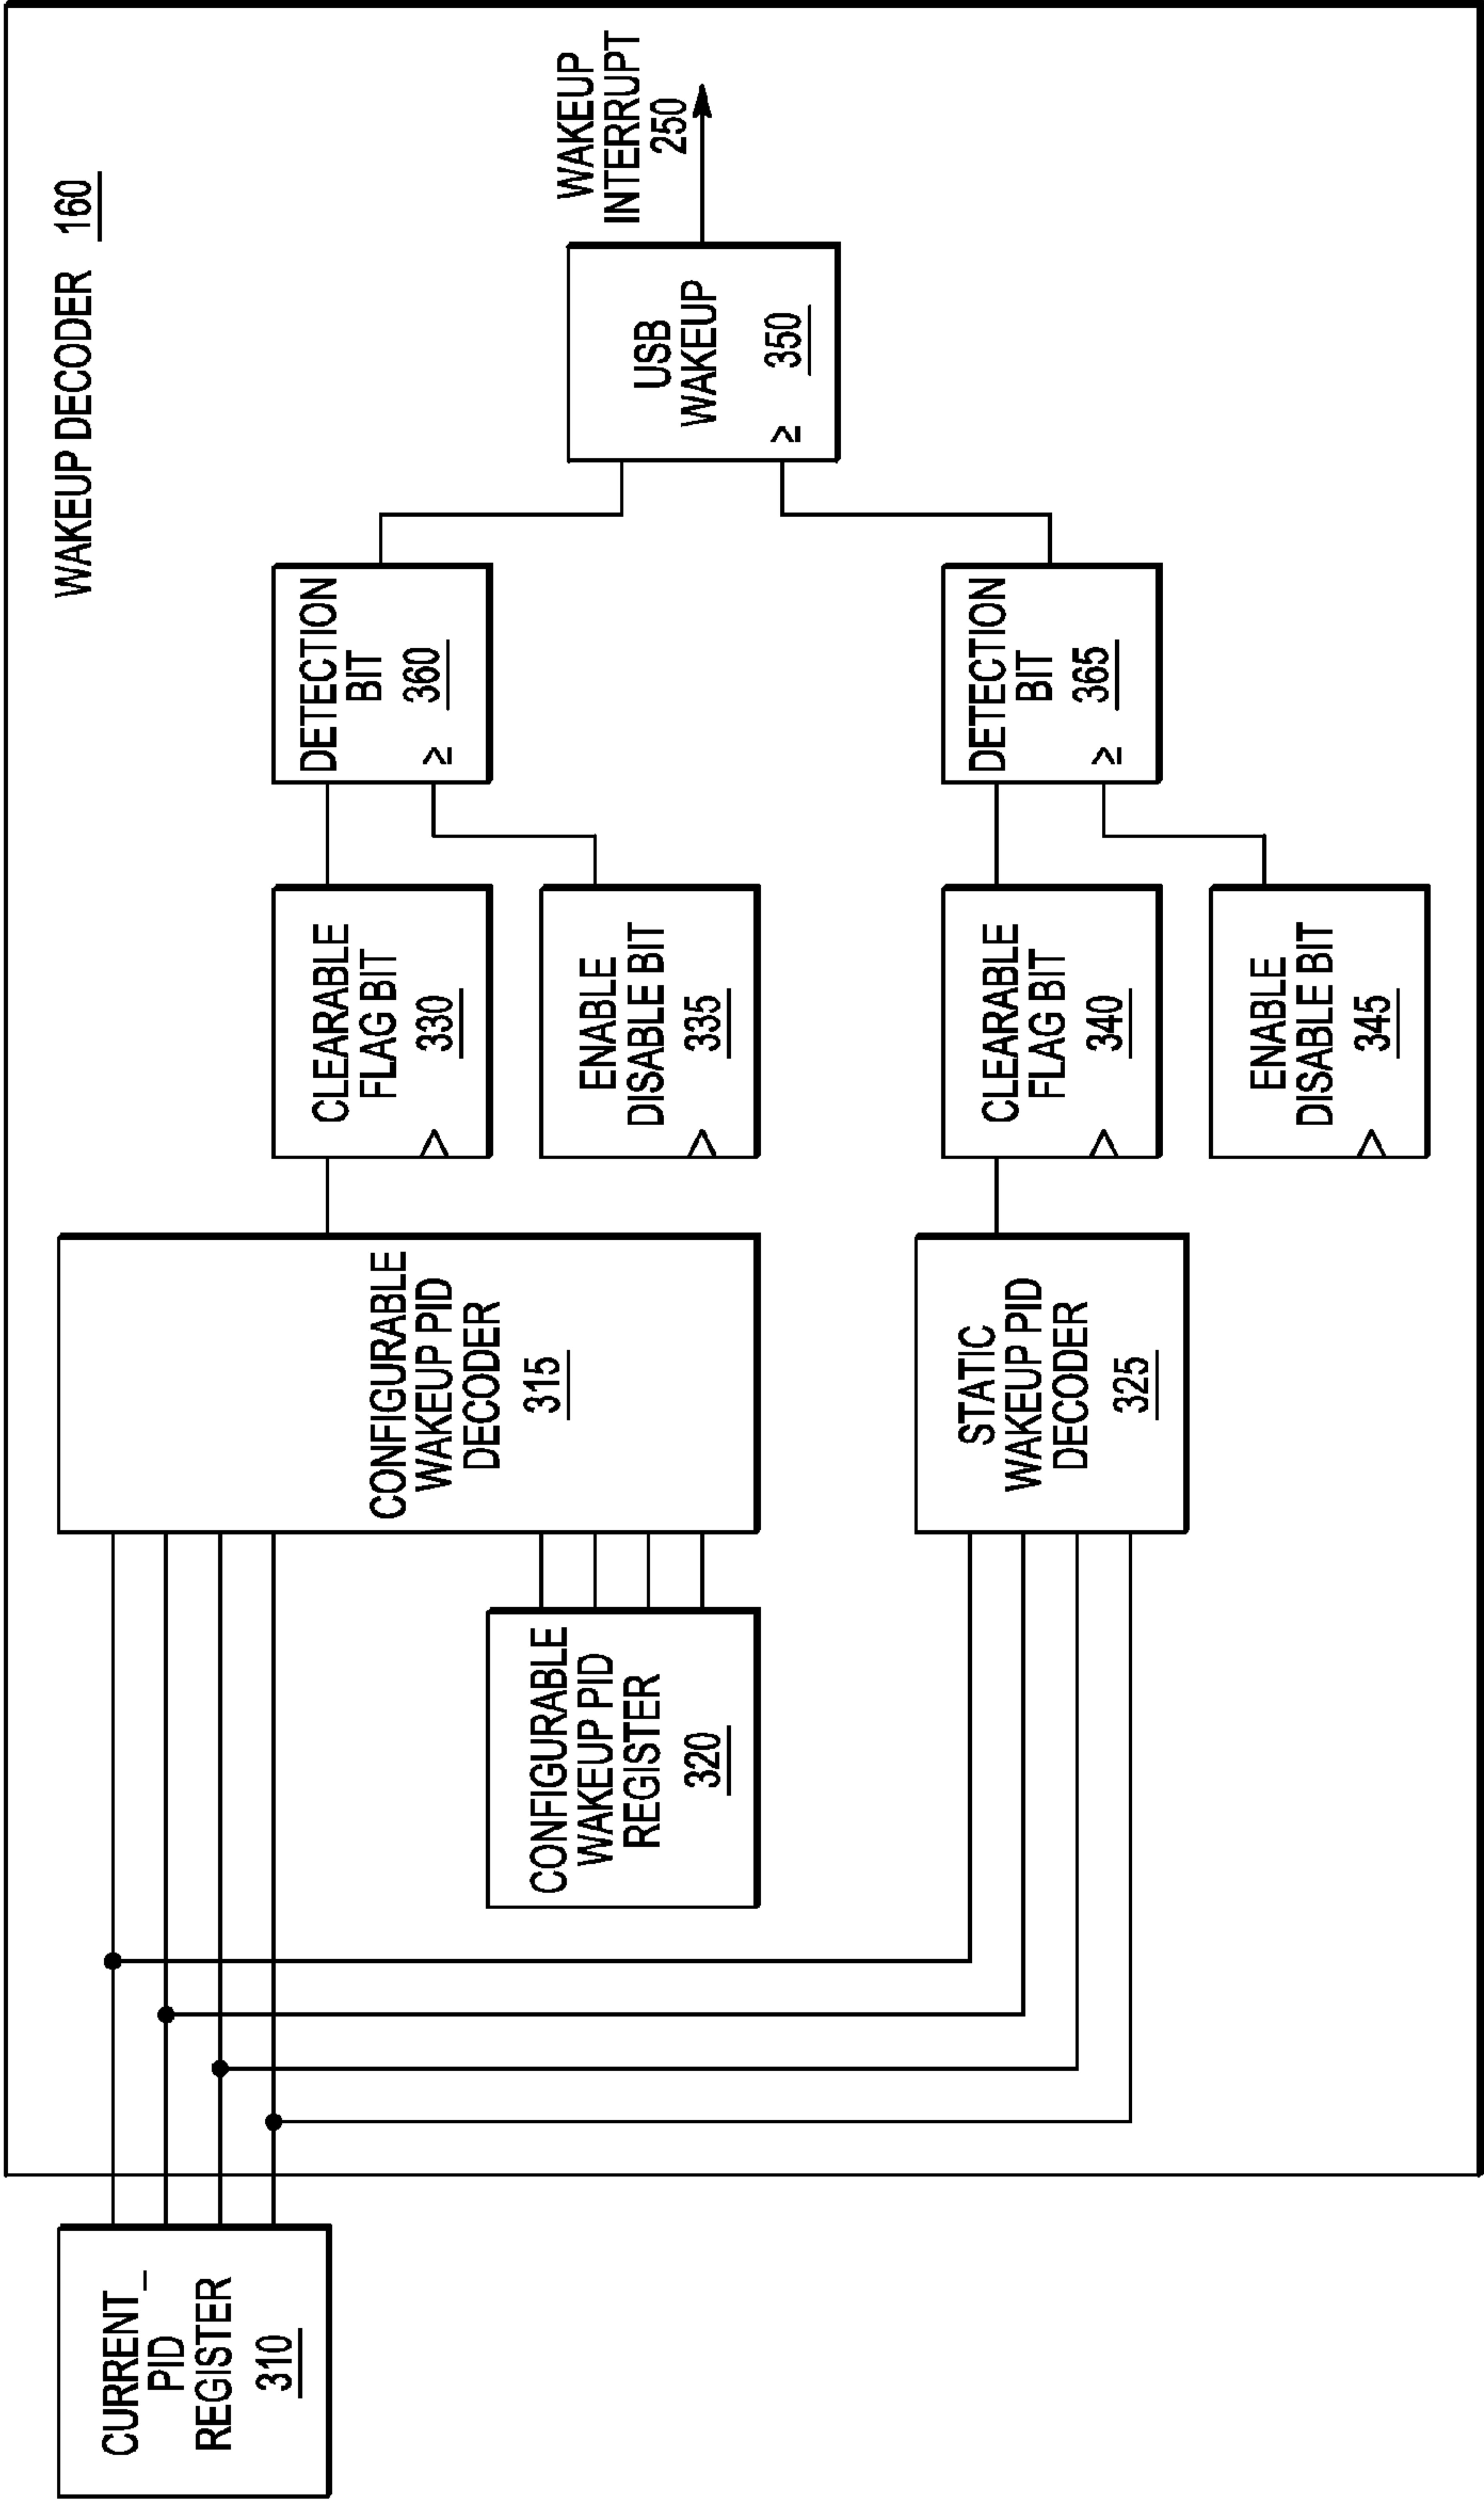 WAKEUP DECODER 160
CURRENT_
PID
REGISTER
310
CONFIGURABLE
WAKEUP PID
REGISTER
320
CONFIGURABLE
WAKEUP PID
DECODER
315
STATIC
WAKEUP PID
DECODER
325
CLEARABLE
FLAG BIT
330
>
ENABLE
DISABLE BIT
335
>
CLEARABLE
FLAG BIT
340
>
ENABLE
DISABLE BIT
345
>
DETECTION
BIT
≥ 360
DETECTION
BIT
≥ 365
USB
WAKEUP
≥ 350
WAKEUP
INTERRUPT
250